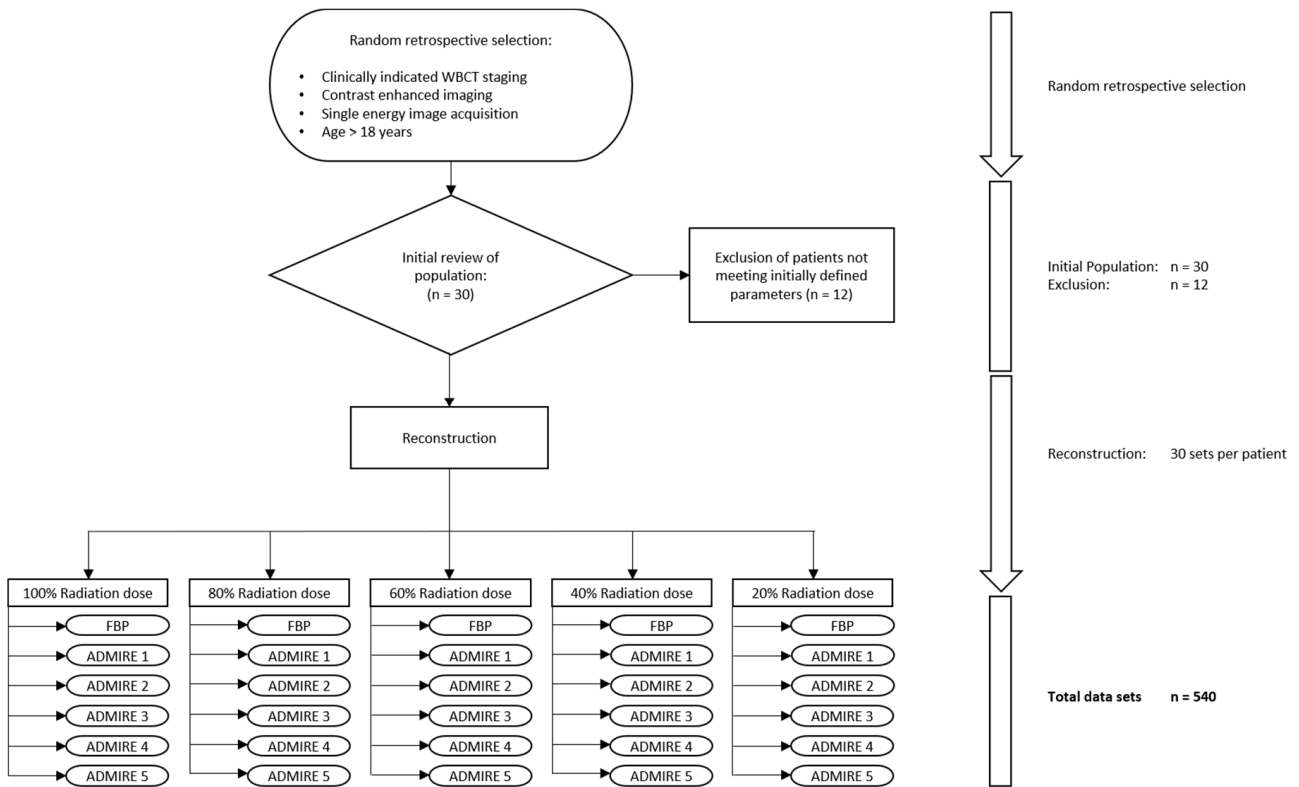 Random retrospective selection:
• Clinically indicated WBCT staging
• Contrast enhanced imaging
• Single energy image acquisition
• Age > 18 years
Random retrospective selection
Initial review of
population:
(n = 30)
Exclusion of patients not
meeting initially defined
parameters (n = 12)
Initial Population: n = 30
Exclusion: n = 12
Reconstruction
Reconstruction: 30 sets per patient
100% Radiation dose
FBP
ADMIRE 1
ADMIRE 2
ADMIRE 3
ADMIRE 4
ADMIRE 5
80% Radiation dose
FBP
ADMIRE 1
ADMIRE 2
ADMIRE 3
ADMIRE 4
ADMIRE 5
60% Radiation dose
FBP
ADMIRE 1
ADMIRE 2
ADMIRE 3
ADMIRE 4
ADMIRE 5
40% Radiation dose
FBP
ADMIRE 1
ADMIRE 2
ADMIRE 3
ADMIRE 4
ADMIRE 5
20% Radiation dose
FBP
ADMIRE 1
ADMIRE 2
ADMIRE 3
ADMIRE 4
ADMIRE 5
Total data sets n = 540